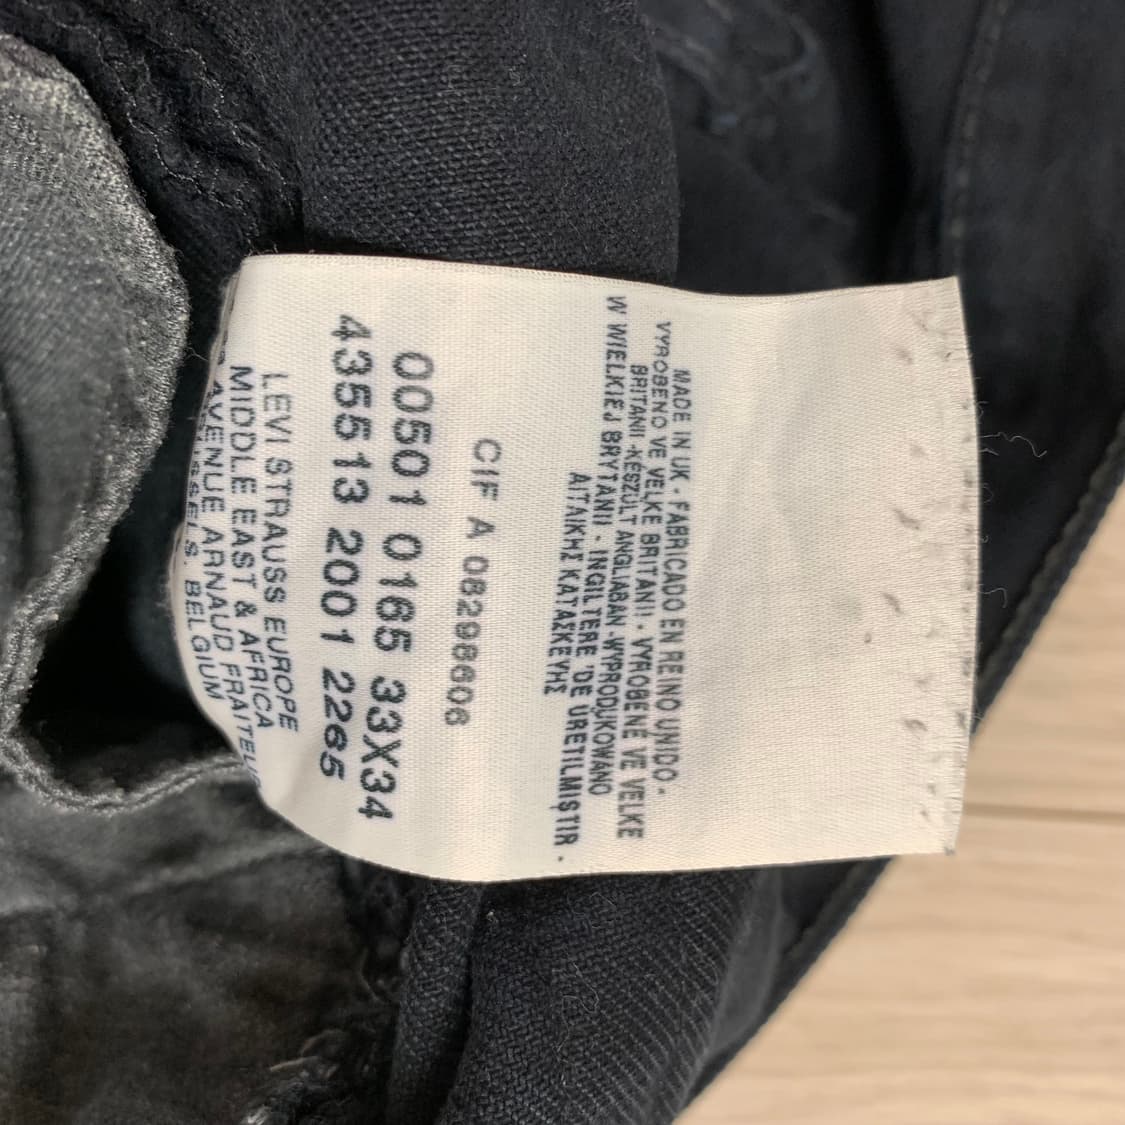 MADE IN UK - FABRICADO EN REINO UNIDO -
VYROBENO VE VELKE BRITANII - VYROBENE VE VELKE
BRITANII -KÉSZÜLT ANGLIÁBAN -WYPRODUKOWANO
W WIELKIEJ BRYTANII - INGILTERE 'DE ÜRETILMIŞTIR -
ΑΙΤΑΙΚΗΣ ΚΑΤΑΣΚΕΥΗΣ
CIF A 08298606
00501 0165 33X34
435513 2001 2265
LEVI STRAUSS EUROPE
MIDDLE EAST & AFRICA
AVENUE ARNAUD FRAITEUR
BELGIUM